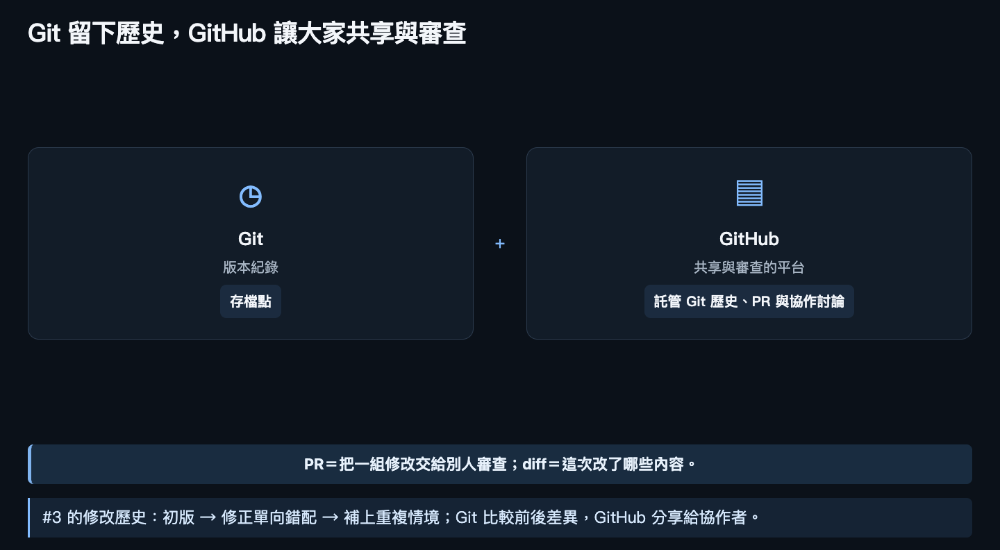 Git 留下歷史，GitHub 讓大家共享與審查
Git
版本紀錄
存檔點
+
GitHub
共享與審查的平台
託管 Git 歷史、PR 與協作討論
PR＝把一組修改交給別人審查；diff＝這次改了哪些內容。
#3 的修改歷史：初版 → 修正單向錯配 → 補上重複情境；Git 比較前後差異，GitHub 分享給協作者。